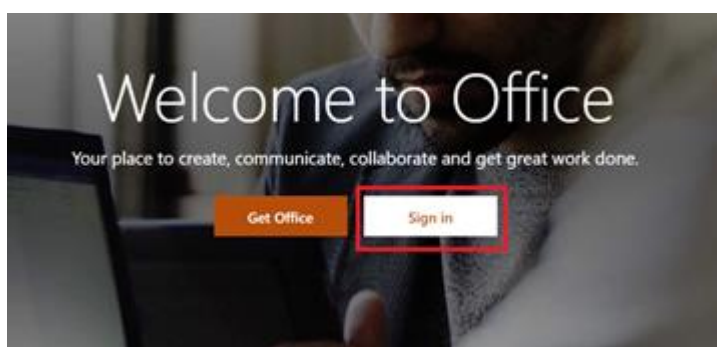 Welcome to Office
Your place to create, communicate, collaborate and get great work done.
Get Office
Sign in